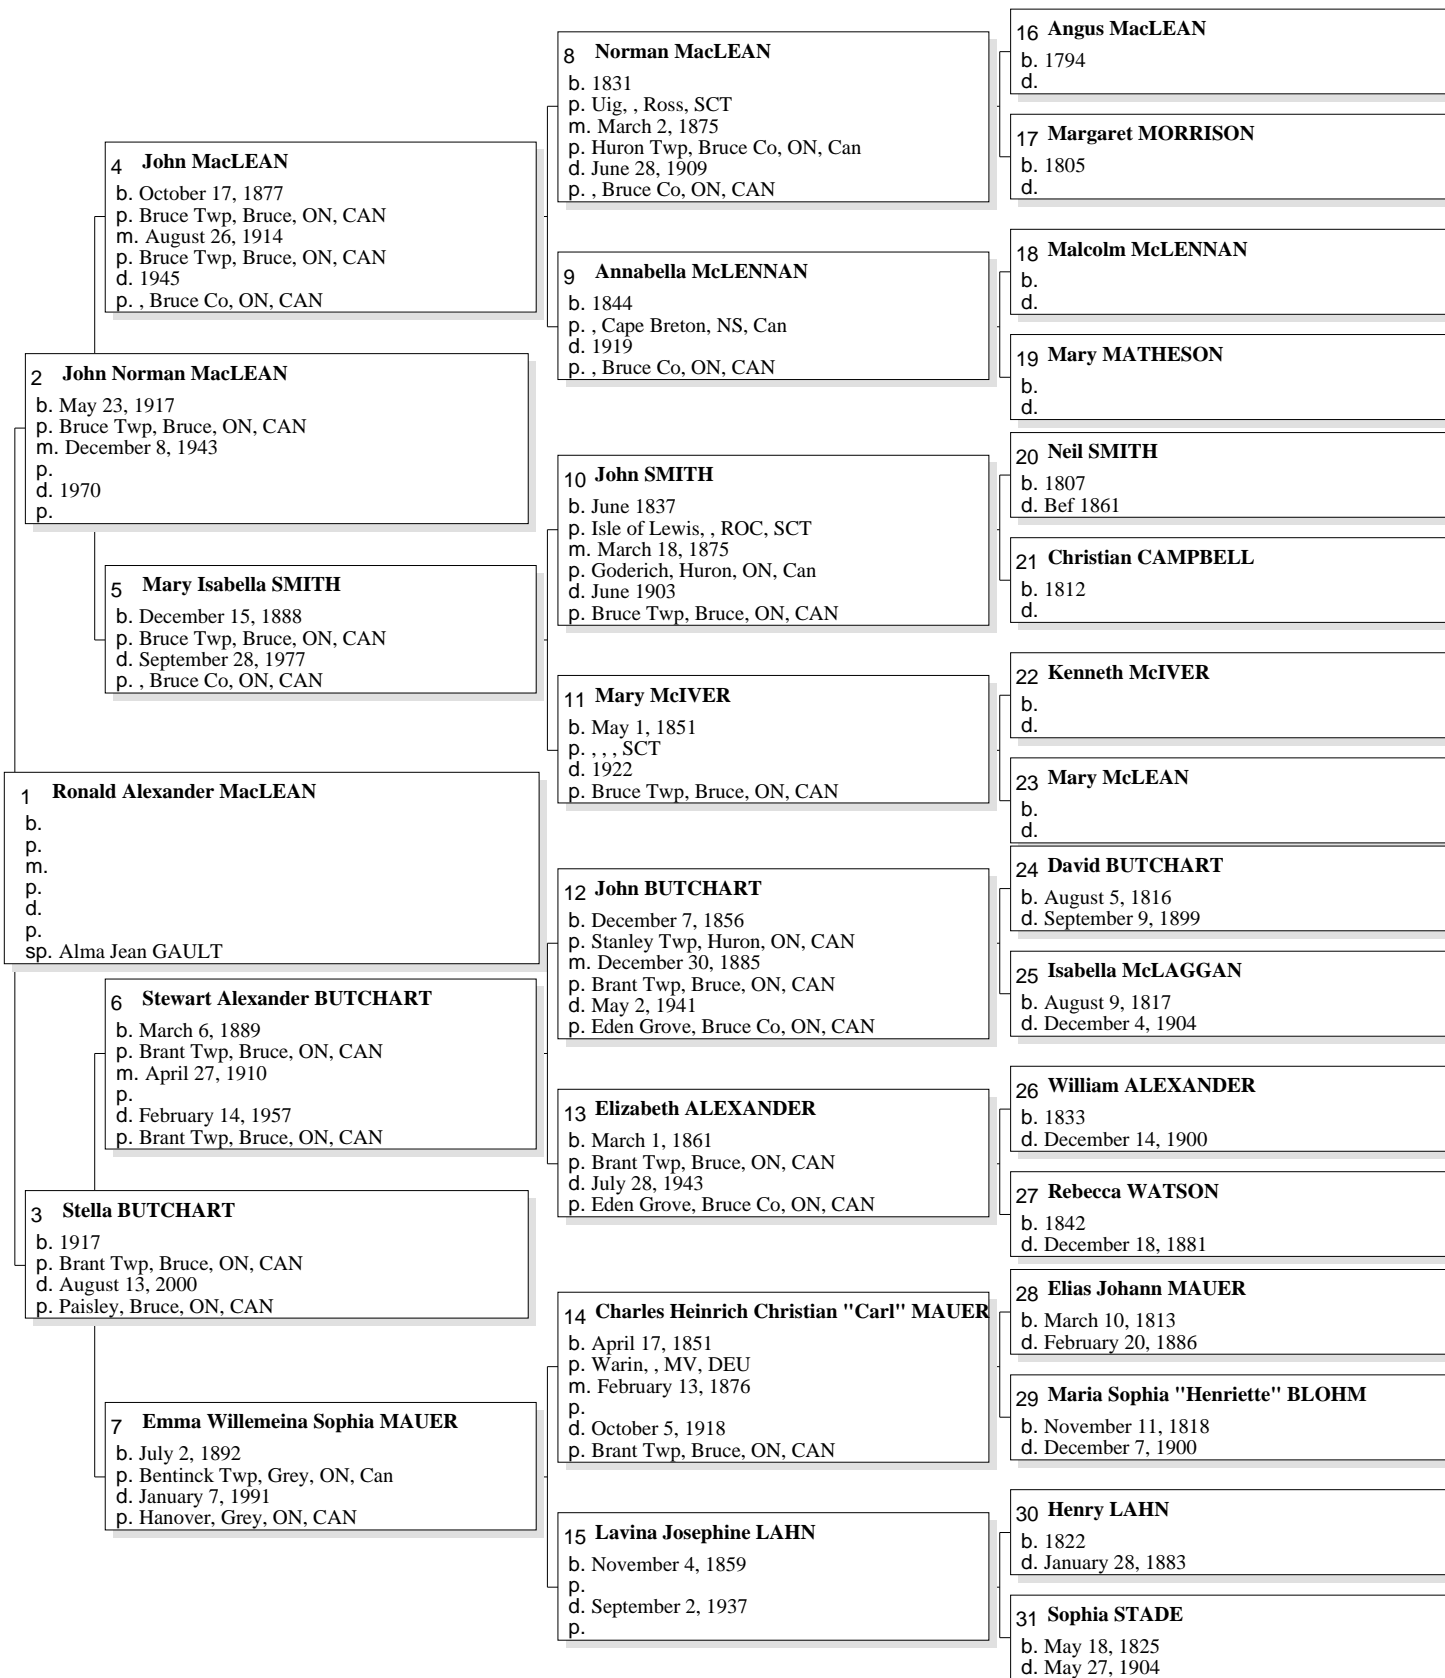 1 Ronald Alexander MacLEAN
b.
p.
m.
p.
d.
p.
sp. Alma Jean GAULT
2 John Norman MacLEAN
b. May 23, 1917
p. Bruce Twp, Bruce, ON, CAN
m. December 8, 1943
p.
d. 1970
p.
3 Stella BUTCHART
b. 1917
p. Brant Twp, Bruce, ON, CAN
d. August 13, 2000
p. Paisley, Bruce, ON, CAN
4 John MacLEAN
b. October 17, 1877
p. Bruce Twp, Bruce, ON, CAN
m. August 26, 1914
p. Bruce Twp, Bruce, ON, CAN
d. 1945
p. , Bruce Co, ON, CAN
5 Mary Isabella SMITH
b. December 15, 1888
p. Bruce Twp, Bruce, ON, CAN
d. September 28, 1977
p. , Bruce Co, ON, CAN
6 Stewart Alexander BUTCHART
b. March 6, 1889
p. Brant Twp, Bruce, ON, CAN
m. April 27, 1910
p.
d. February 14, 1957
p. Brant Twp, Bruce, ON, CAN
7 Emma Willemeina Sophia MAUER
b. July 2, 1892
p. Bentinck Twp, Grey, ON, Can
d. January 7, 1991
p. Hanover, Grey, ON, CAN
8 Norman MacLEAN
b. 1831
p. Uig, , Ross, SCT
m. March 2, 1875
p. Huron Twp, Bruce Co, ON, Can
d. June 28, 1909
p. , Bruce Co, ON, CAN
9 Annabella McLENNAN
b. 1844
p. , Cape Breton, NS, Can
d. 1919
p. , Bruce Co, ON, CAN
10 John SMITH
b. June 1837
p. Isle of Lewis, , ROC, SCT
m. March 18, 1875
p. Goderich, Huron, ON, Can
d. June 1903
p. Bruce Twp, Bruce, ON, CAN
11 Mary McIVER
b. May 1, 1851
p. , , , SCT
d. 1922
p. Bruce Twp, Bruce, ON, CAN
12 John BUTCHART
b. December 7, 1856
p. Stanley Twp, Huron, ON, CAN
m. December 30, 1885
p. Brant Twp, Bruce, ON, CAN
d. May 2, 1941
p. Eden Grove, Bruce Co, ON, CAN
13 Elizabeth ALEXANDER
b. March 1, 1861
p. Brant Twp, Bruce, ON, CAN
d. July 28, 1943
p. Eden Grove, Bruce Co, ON, CAN
14 Charles Heinrich Christian "Carl" MAUER
b. April 17, 1851
p. Warin, , MV, DEU
m. February 13, 1876
p.
d. October 5, 1918
p. Brant Twp, Bruce, ON, CAN
15 Lavina Josephine LAHN
b. November 4, 1859
p.
d. September 2, 1937
p.
16 Angus MacLEAN
b. 1794
d.
17 Margaret MORRISON
b. 1805
d.
18 Malcolm McLENNAN
b.
d.
19 Mary MATHESON
b.
d.
20 Neil SMITH
b. 1807
d. Bef 1861
21 Christian CAMPBELL
b. 1812
d.
22 Kenneth McIVER
b.
d.
23 Mary McLEAN
b.
d.
24 David BUTCHART
b. August 5, 1816
d. September 9, 1899
25 Isabella McLAGGAN
b. August 9, 1817
d. December 4, 1904
26 William ALEXANDER
b. 1833
d. December 14, 1900
27 Rebecca WATSON
b. 1842
d. December 18, 1881
28 Elias Johann MAUER
b. March 10, 1813
d. February 20, 1886
29 Maria Sophia "Henriette" BLOHM
b. November 11, 1818
d. December 7, 1900
30 Henry LAHN
b. 1822
d. January 28, 1883
31 Sophia STADE
b. May 18, 1825
d. May 27, 1904